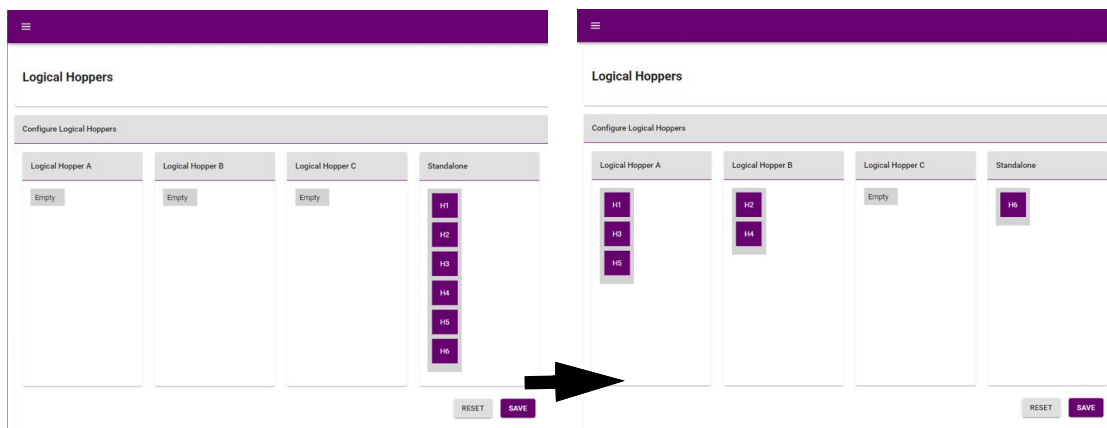 Logical Hoppers
Configure Logical Hoppers
Logical Hopper A
Logical Hopper B
Logical Hopper C
Standalone
Empty
Empty
Empty
H1
H2
H3
H4
H5
H6
RESET
SAVE
Logical Hoppers
Configure Logical Hoppers
Logical Hopper A
Logical Hopper B
Logical Hopper C
Standalone
H1
H3
H5
H2
H4
Empty
H6
RESET
SAVE